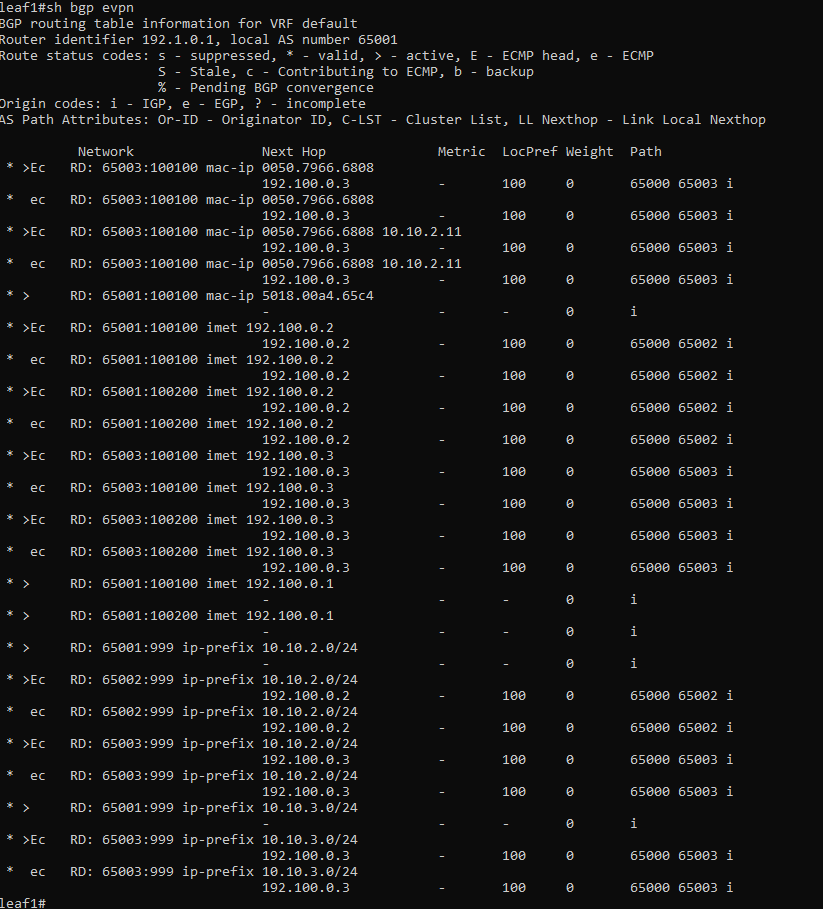 leaf1#sh bgp evpn
BGP routing table information for VRF default
Router identifier 192.1.0.1, local AS number 65001
Route status codes: s - suppressed, * - valid, > - active, E - ECMP head, e - ECMP
                    S - Stale, c - Contributing to ECMP, b - backup
                    % - Pending BGP convergence
Origin codes: i - IGP, e - EGP, ? - incomplete
AS Path Attributes: Or-ID - Originator ID, C-LST - Cluster List, LL Nexthop - Link Local Nexthop

          Network                Next Hop              Metric  LocPref Weight  Path
 * >Ec   RD: 65003:100100 mac-ip 0050.7966.6808
                                 192.100.0.3           -       100     0       65000 65003 i
 *  ec   RD: 65003:100100 mac-ip 0050.7966.6808
                                 192.100.0.3           -       100     0       65000 65003 i
 * >Ec   RD: 65003:100100 mac-ip 0050.7966.6808 10.10.2.11
                                 192.100.0.3           -       100     0       65000 65003 i
 *  ec   RD: 65003:100100 mac-ip 0050.7966.6808 10.10.2.11
                                 192.100.0.3           -       100     0       65000 65003 i
 * >     RD: 65001:100100 mac-ip 5018.00a4.65c4
                                 -                     -       -       0       i
 * >Ec   RD: 65001:100100 imet 192.100.0.2
                                 192.100.0.2           -       100     0       65000 65002 i
 *  ec   RD: 65001:100100 imet 192.100.0.2
                                 192.100.0.2           -       100     0       65000 65002 i
 * >Ec   RD: 65001:100200 imet 192.100.0.2
                                 192.100.0.2           -       100     0       65000 65002 i
 *  ec   RD: 65001:100200 imet 192.100.0.2
                                 192.100.0.2           -       100     0       65000 65002 i
 * >Ec   RD: 65003:100100 imet 192.100.0.3
                                 192.100.0.3           -       100     0       65000 65003 i
 *  ec   RD: 65003:100100 imet 192.100.0.3
                                 192.100.0.3           -       100     0       65000 65003 i
 * >Ec   RD: 65003:100200 imet 192.100.0.3
                                 192.100.0.3           -       100     0       65000 65003 i
 *  ec   RD: 65003:100200 imet 192.100.0.3
                                 192.100.0.3           -       100     0       65000 65003 i
 * >     RD: 65001:100100 imet 192.100.0.1
                                 -                     -       -       0       i
 * >     RD: 65001:100200 imet 192.100.0.1
                                 -                     -       -       0       i
 * >     RD: 65001:999 ip-prefix 10.10.2.0/24
                                 -                     -       -       0       i
 * >Ec   RD: 65002:999 ip-prefix 10.10.2.0/24
                                 192.100.0.2           -       100     0       65000 65002 i
 *  ec   RD: 65002:999 ip-prefix 10.10.2.0/24
                                 192.100.0.2           -       100     0       65000 65002 i
 * >Ec   RD: 65003:999 ip-prefix 10.10.2.0/24
                                 192.100.0.3           -       100     0       65000 65003 i
 *  ec   RD: 65003:999 ip-prefix 10.10.2.0/24
                                 192.100.0.3           -       100     0       65000 65003 i
 * >     RD: 65001:999 ip-prefix 10.10.3.0/24
                                 -                     -       -       0       i
 * >Ec   RD: 65003:999 ip-prefix 10.10.3.0/24
                                 192.100.0.3           -       100     0       65000 65003 i
 *  ec   RD: 65003:999 ip-prefix 10.10.3.0/24
                                 192.100.0.3           -       100     0       65000 65003 i
leaf1#